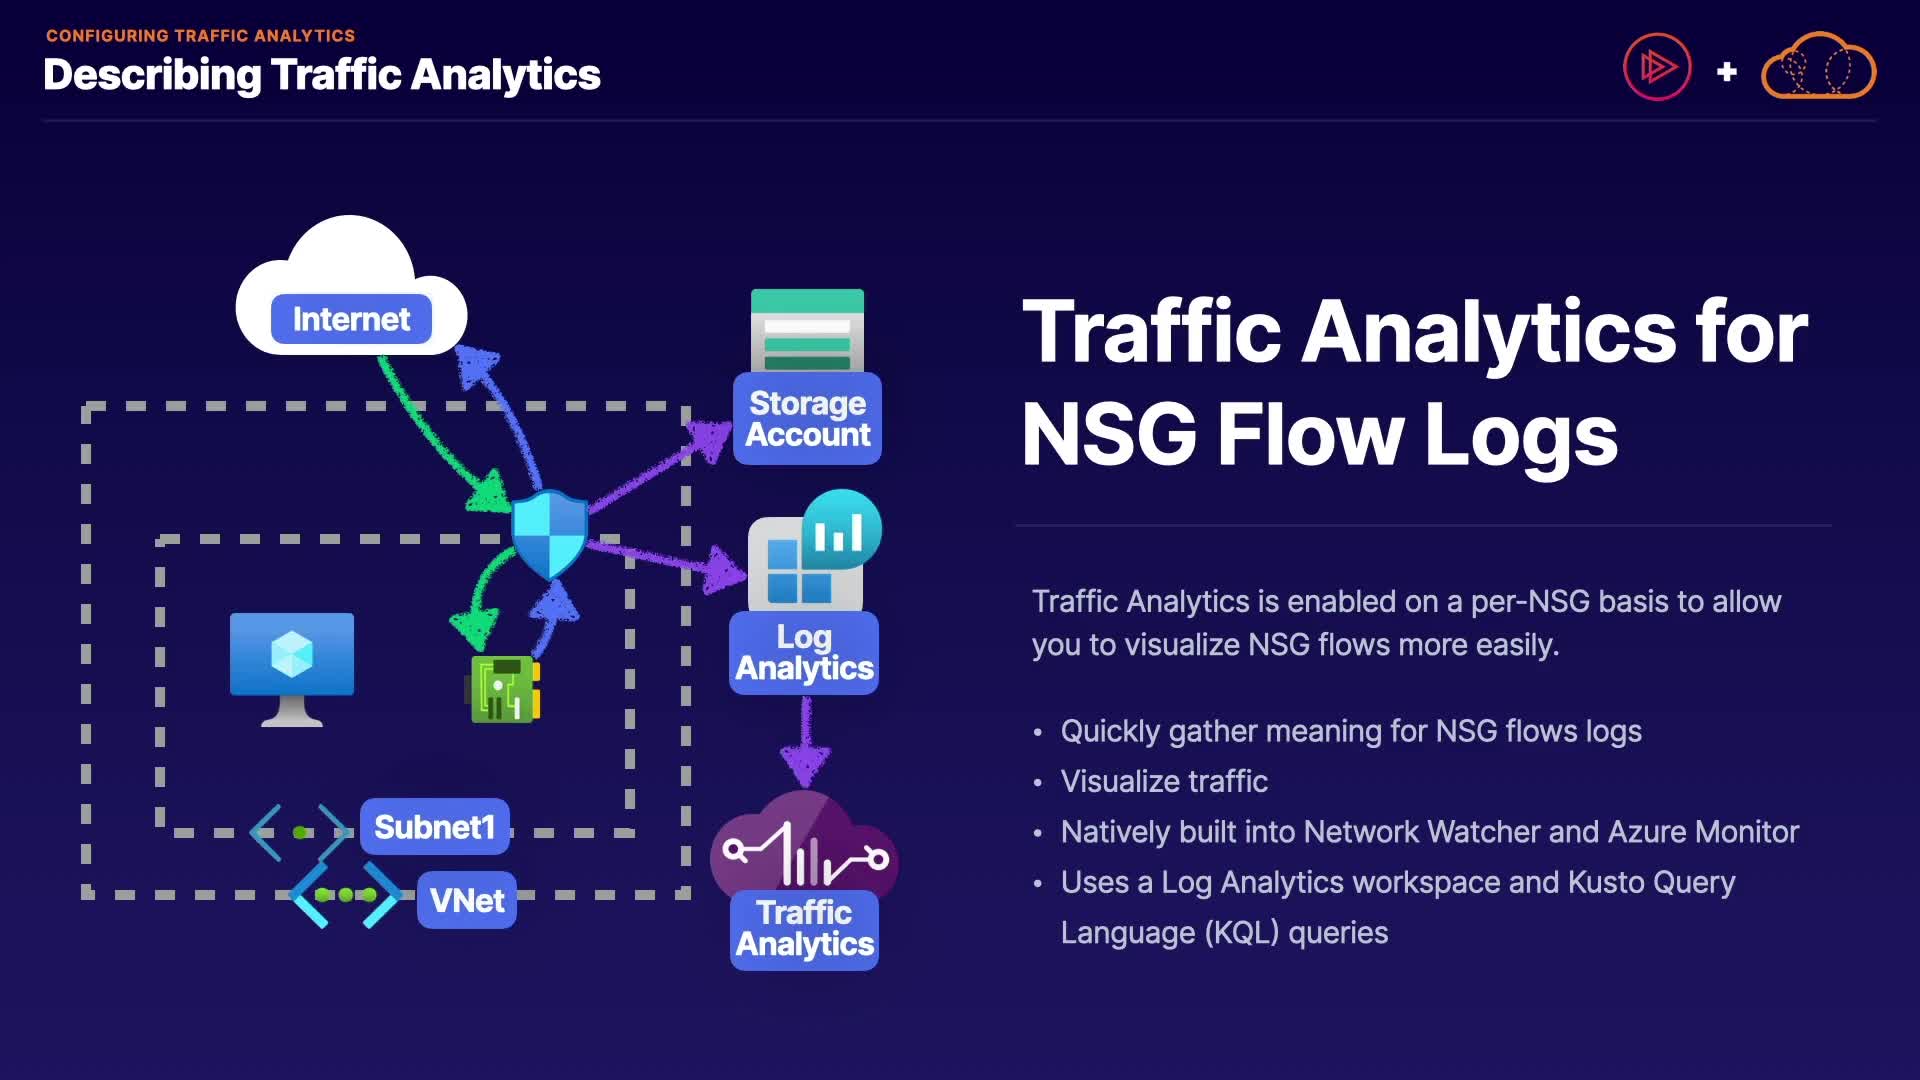 CONFIGURING TRAFFIC ANALYTICS
Describing Traffic Analytics
Internet
Storage
Account
Log
Analytics
Subnet1
VNet
Traffic
Analytics
Traffic Analytics for
NSG Flow Logs
Traffic Analytics is enabled on a per-NSG basis to allow
you to visualize NSG flows more easily.
• Quickly gather meaning for NSG flows logs
• Visualize traffic
• Natively built into Network Watcher and Azure Monitor
• Uses a Log Analytics workspace and Kusto Query
Language (KQL) queries